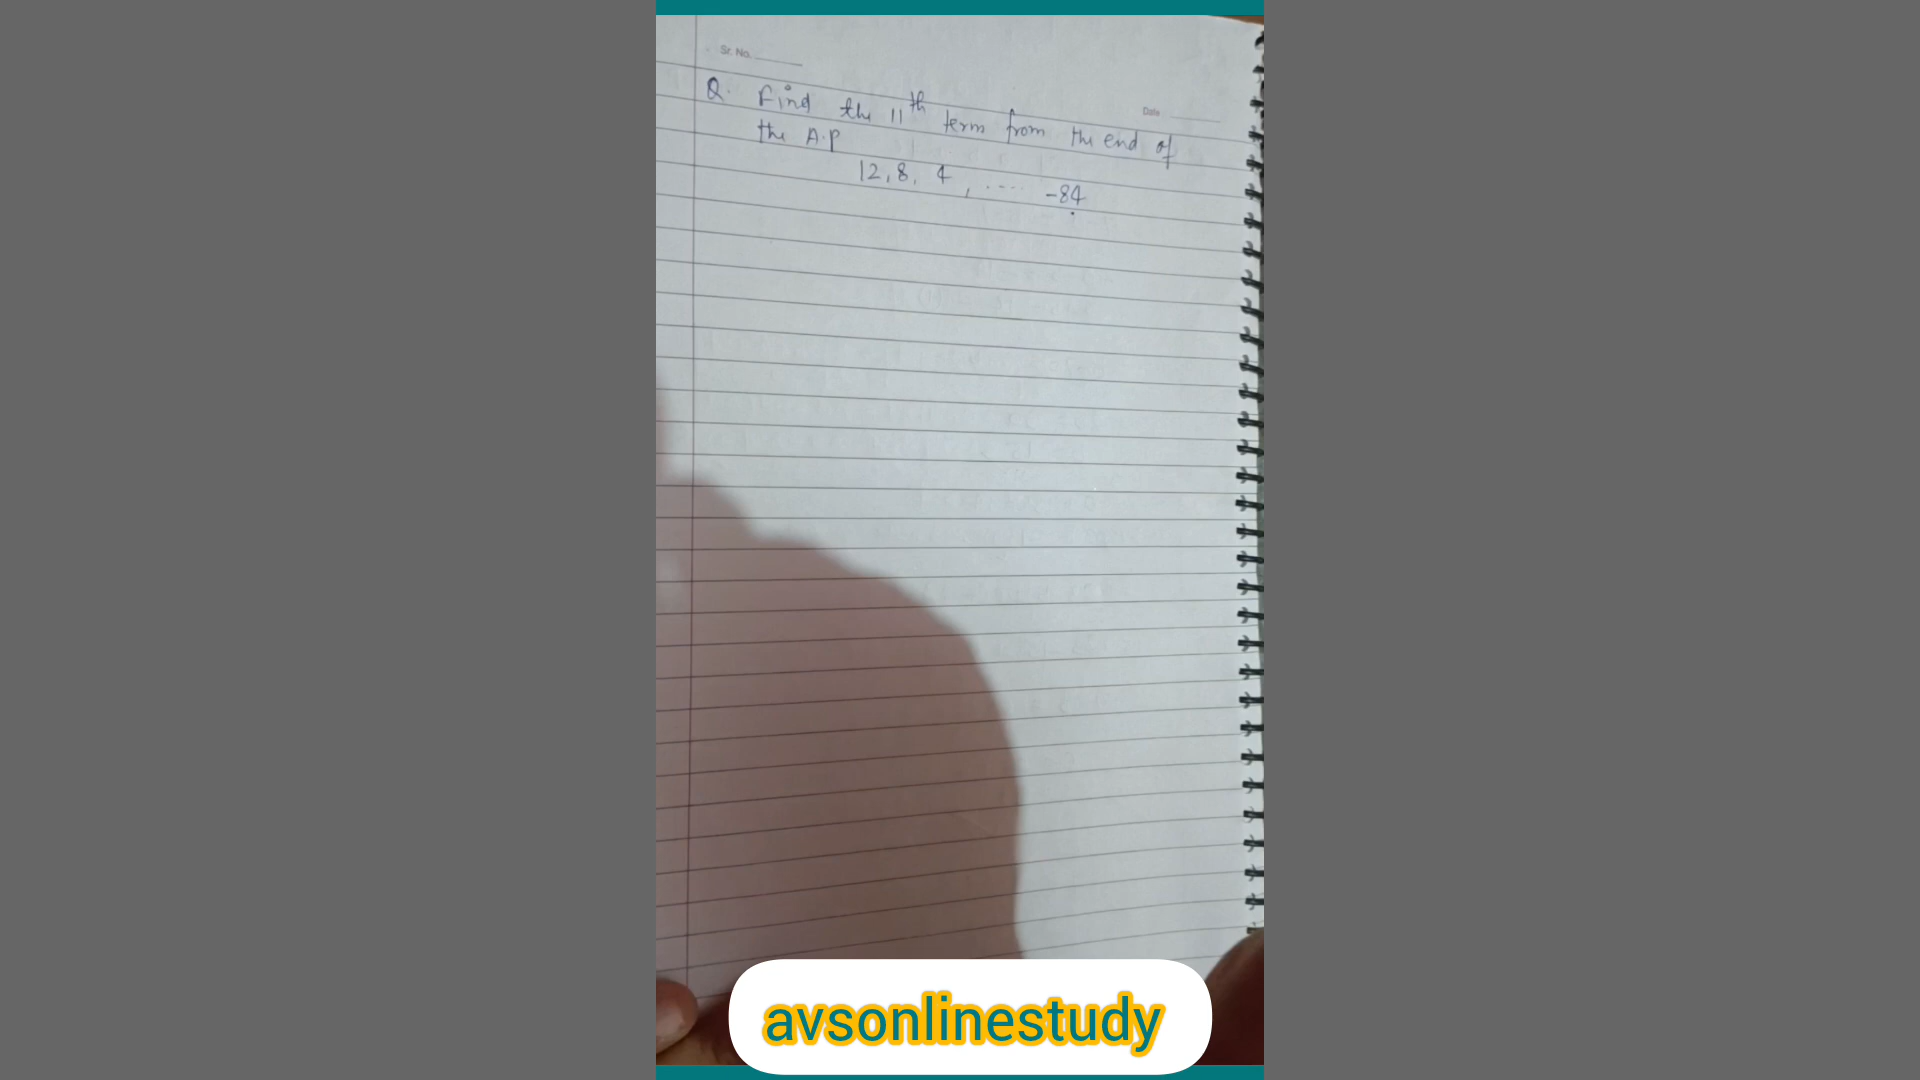 Sr. No.
Date
Q. Find the 11th term from the end of
the A.P
12, 8, 4, .... -84
avsonlinestudy